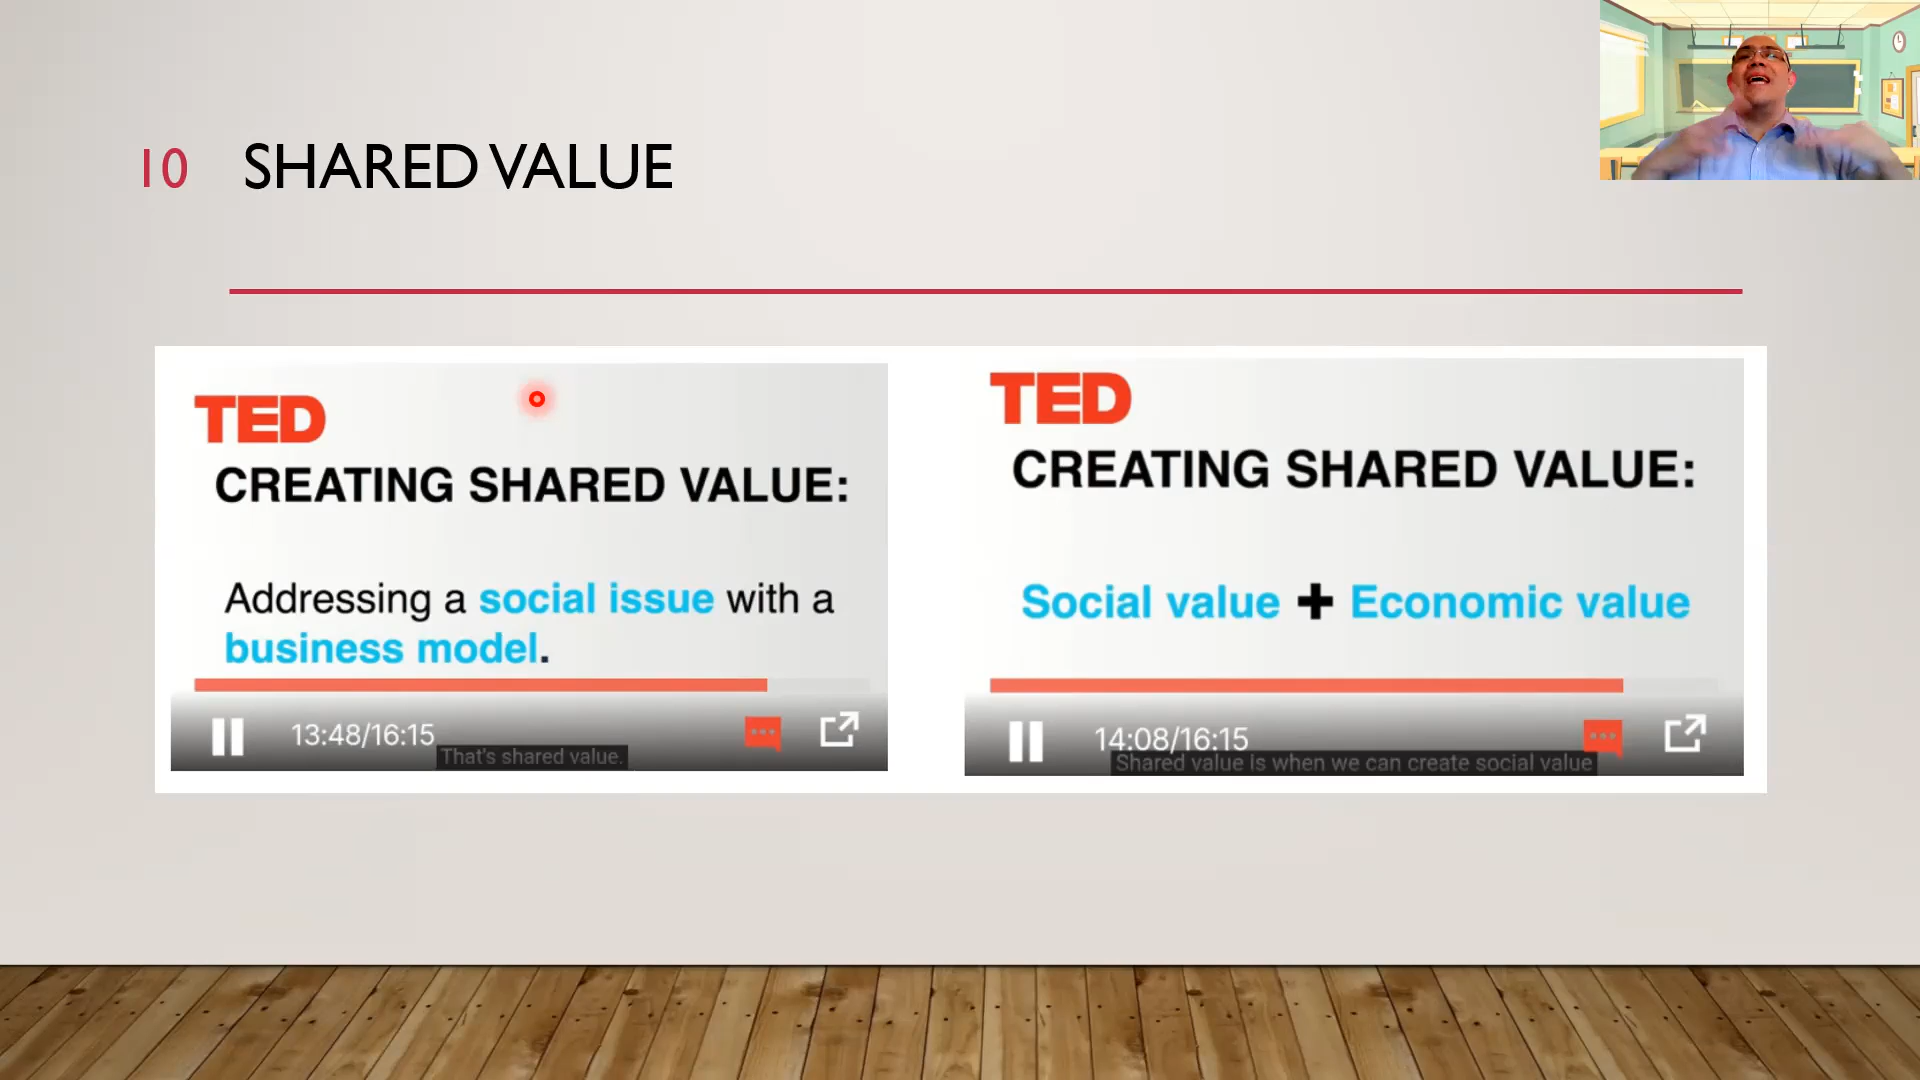 10 SHARED VALUE
TED
CREATING SHARED VALUE:
Addressing a social issue with a
business model.
13:48/16:15
That's shared value.
TED
CREATING SHARED VALUE:
Social value + Economic value
14:08/16:15
Shared value is when we can create social value